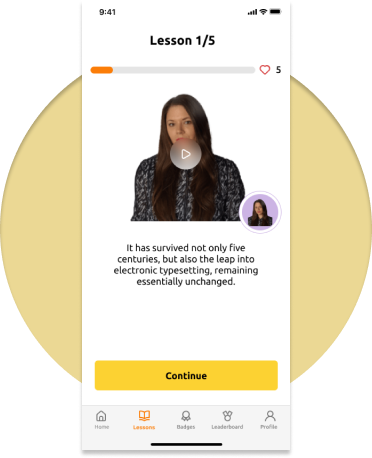 9:41
Lesson 1/5
5
It has survived not only five
centuries, but also the leap into
electronic typesetting, remaining
essentially unchanged.
Continue
Home Lessons Badges Leaderboard Profile